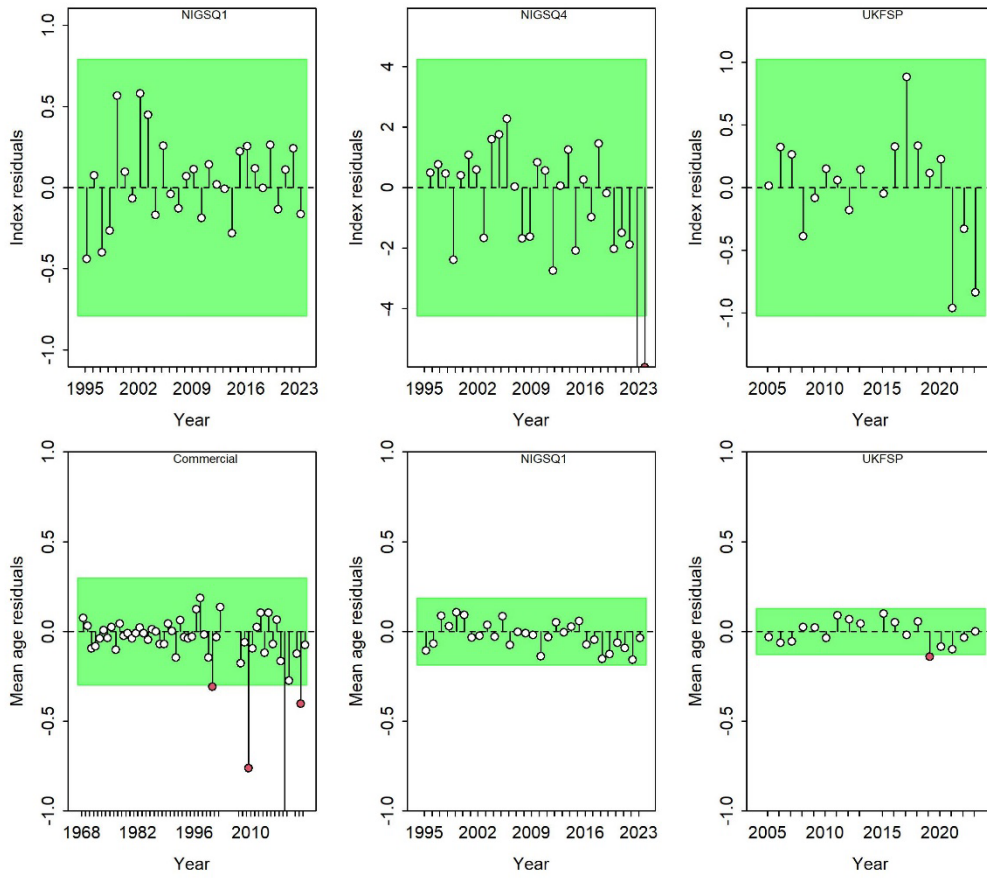 NIGSQ1
Index residuals
1.0
0.5
0.0
-0.5
-1.0
1995 2002 2009 2016 2023
Year
NIGSQ4
Index residuals
4
2
0
-2
-4
1995 2002 2009 2016 2023
Year
UKFSP
Index residuals
1.0
0.5
0.0
-0.5
-1.0
2005 2010 2015 2020
Year
Commercial
Mean age residuals
1.0
0.5
0.0
-0.5
-1.0
1968 1982 1996 2010
Year
NIGSQ1
Mean age residuals
1.0
0.5
0.0
-0.5
-1.0
1995 2002 2009 2016 2023
Year
UKFSP
Mean age residuals
1.0
0.5
0.0
-0.5
-1.0
2005 2010 2015 2020
Year